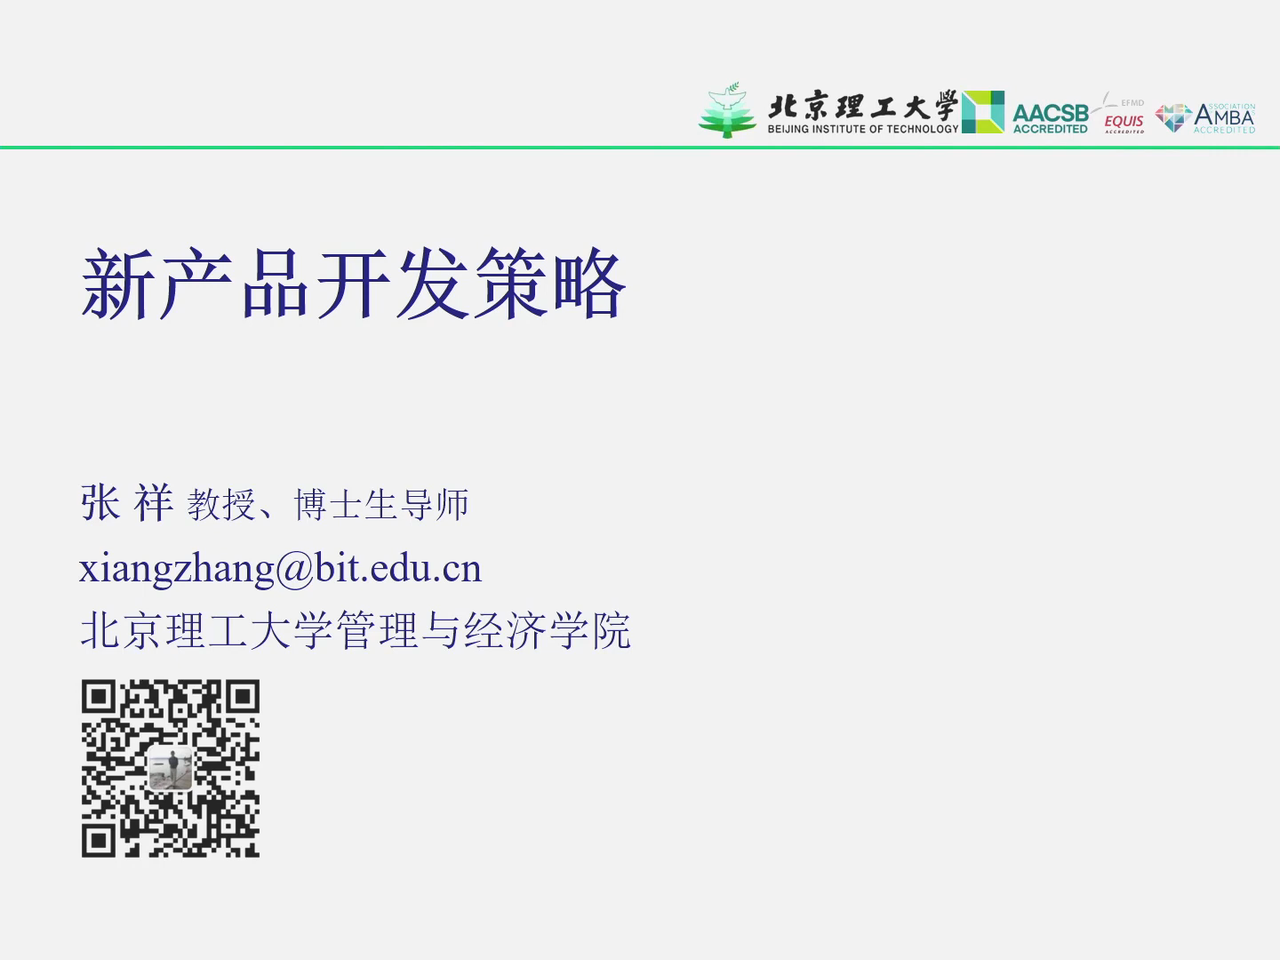 北京理工大学
BEIJING INSTITUTE OF TECHNOLOGY
AACSB
ACCREDITED
EFMD
EQUIS
ACCREDITED
ASSOCIATION
AMBA
ACCREDITED
新产品开发策略
张 祥 教授、博士生导师
xiangzhang@bit.edu.cn
北京理工大学管理与经济学院